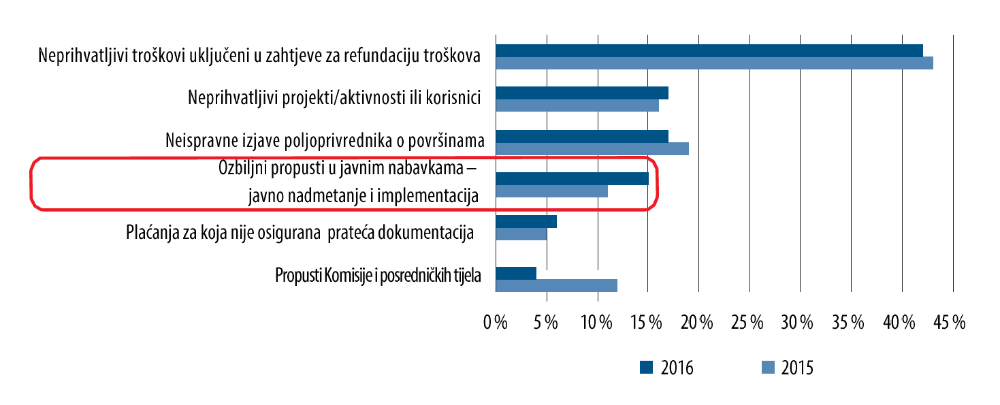 Neprihvatljivi troškovi uključeni u zahtjeve za refundaciju troškova
Neprihvatljivi projekti/aktivnosti ili korisnici
Neispravne izjave poljoprivrednika o površinama
Ozbiljni propusti u javnim nabavkama –
javno nadmetanje i implementacija
Plaćanja za koja nije osigurana prateća dokumentacija
Propusti Komisije i posredničkih tijela
0 % 5 % 10 % 15 % 20 % 25 % 30 % 35 % 40 % 45 %
2016 2015